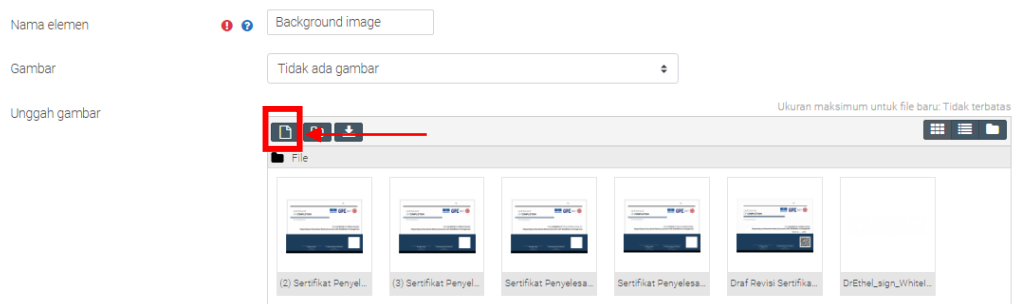 Nama elemen
Background image
Gambar
Tidak ada gambar
Unggah gambar
Ukuran maksimum untuk file baru: Tidak terbatas
File
(2) Sertifikat Penyel...
(3) Sertifikat Penyel...
Sertifikat Penyelesa...
Sertifikat Penyelesa...
Draf Revisi Sertifika...
DrEthel_sign_WhiteI...